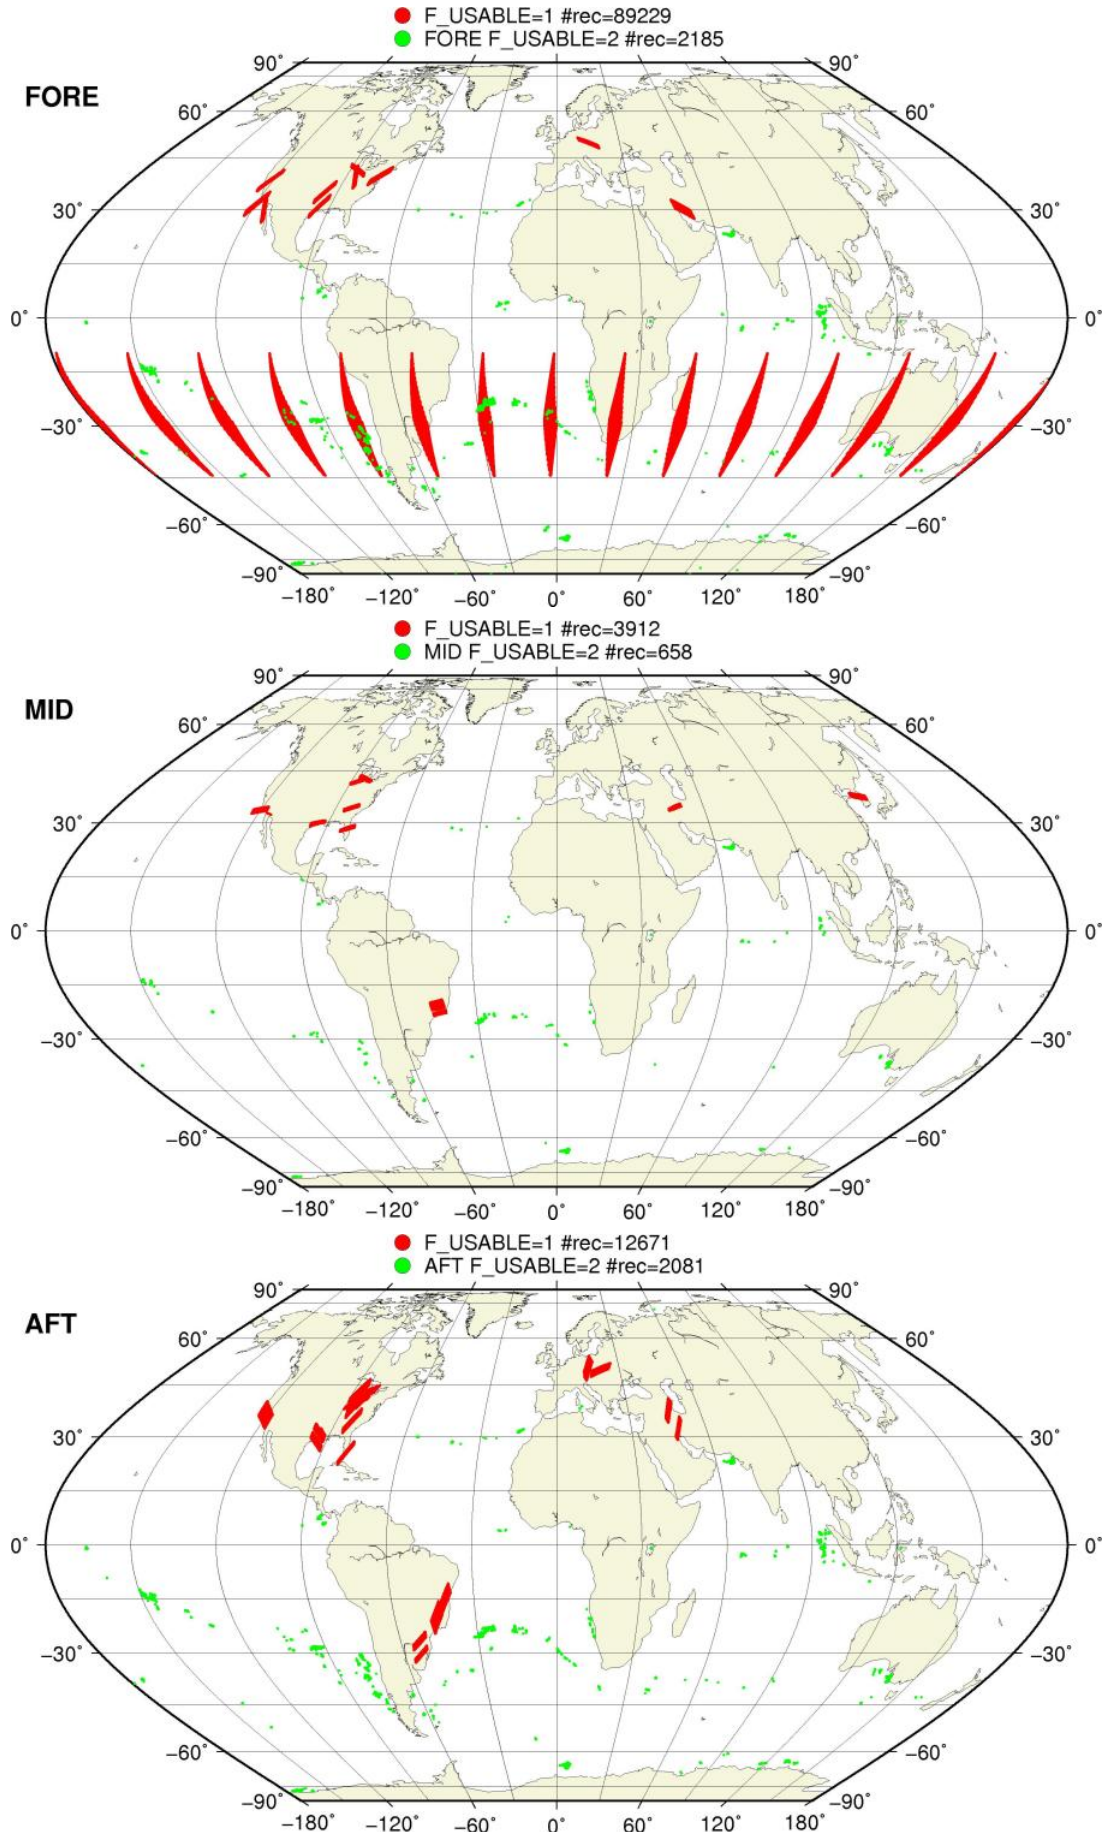 F_USABLE=1 #rec=89229
FORE F_USABLE=2 #rec=2185
90° 90°
FORE
60° 60°
30° 30°
0° 0°
−30° −30°
−60° −60°
−90° −90°
−180° −120° −60° 0° 60° 120° 180°
F_USABLE=1 #rec=3912
MID F_USABLE=2 #rec=658
90° 90°
MID
60° 60°
30° 30°
0° 0°
−30° −30°
−60° −60°
−90° −90°
−180° −120° −60° 0° 60° 120° 180°
F_USABLE=1 #rec=12671
AFT F_USABLE=2 #rec=2081
90° 90°
AFT
60° 60°
30° 30°
0° 0°
−30° −30°
−60° −60°
−90° −90°
−180° −120° −60° 0° 60° 120° 180°